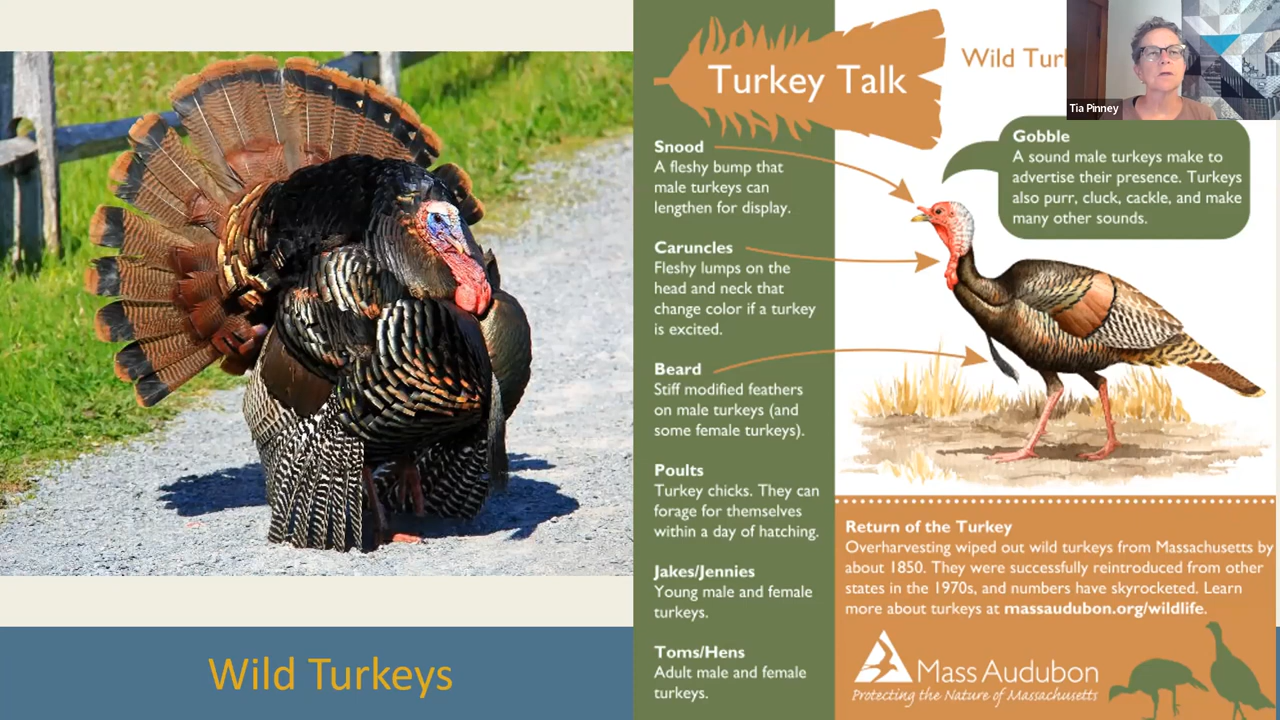 Turkey Talk
Wild
Tia Pinney
Snood
A fleshy bump that
male turkeys can
lengthen for display.
Caruncles
Fleshy lumps on the
head and neck that
change color if a turkey
is excited.
Beard
Stiff modified feathers
on male turkeys (and
some female turkeys).
Poults
Turkey chicks. They can
forage for themselves
within a day of hatching.
Jakes/Jennies
Young male and female
turkeys.
Toms/Hens
Adult male and female
turkeys.
Gobble
A sound male turkeys make to
advertise their presence. Turkeys
also purr, cluck, cackle, and make
many other sounds.
Return of the Turkey
Overharvesting wiped out wild turkeys from Massachusetts by
about 1850. They were successfully reintroduced from other
states in the 1970s, and numbers have skyrocketed. Learn
more about turkeys at massaudubon.org/wildlife.
Mass Audubon
Protecting the Nature of Massachusetts
Wild Turkeys